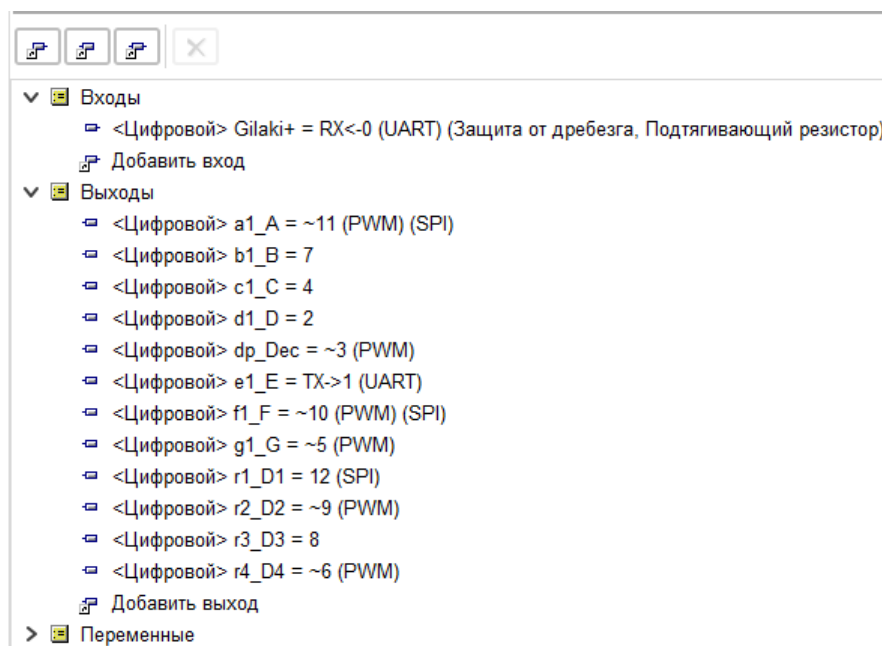 Входы
<Цифровой> Gilaki+ = RX<-0 (UART) (Защита от дребезга, Подтягивающий резистор)
Добавить вход
Выходы
<Цифровой> a1_A = ~11 (PWM) (SPI)
<Цифровой> b1_B = 7
<Цифровой> c1_C = 4
<Цифровой> d1_D = 2
<Цифровой> dp_Dec = ~3 (PWM)
<Цифровой> e1_E = TX->1 (UART)
<Цифровой> f1_F = ~10 (PWM) (SPI)
<Цифровой> g1_G = ~5 (PWM)
<Цифровой> r1_D1 = 12 (SPI)
<Цифровой> r2_D2 = ~9 (PWM)
<Цифровой> r3_D3 = 8
<Цифровой> r4_D4 = ~6 (PWM)
Добавить выход
Переменные